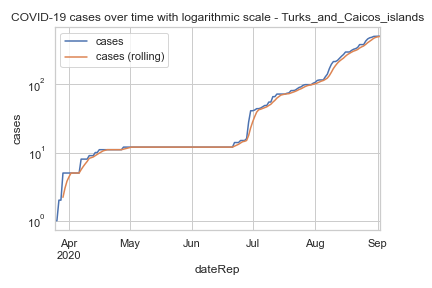 COVID-19 cases over time with logarithmic scale - Turks_and_Caicos_islands
cases
cases (rolling)
10²
10¹
10⁰
cases
Apr
2020
May
Jun
Jul
Aug
Sep
dateRep